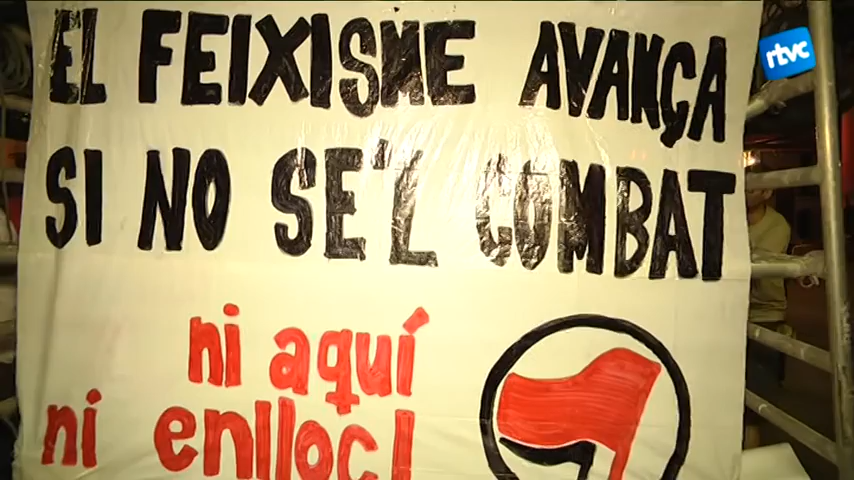 rtvc
EL FEIXISME AVANÇA
SI NO SE'L COMBAT
ni aquí
ni enlloc!